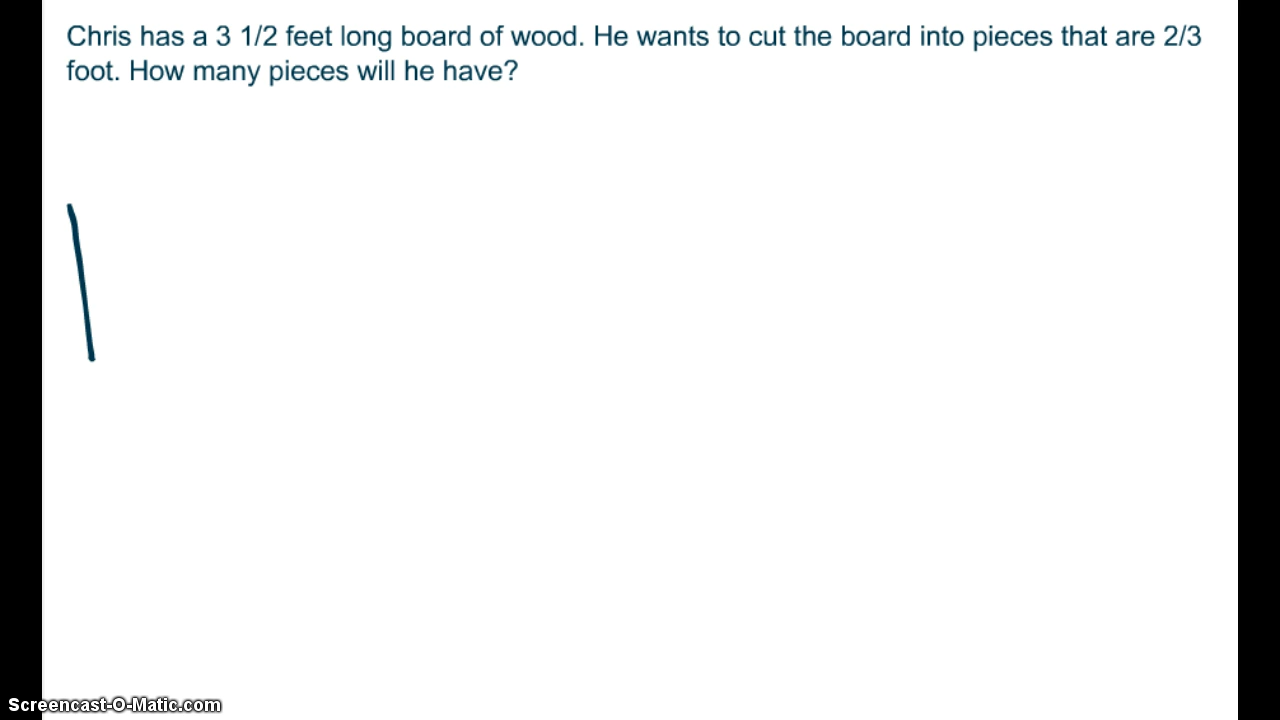 Chris has a 3 1/2 feet long board of wood. He wants to cut the board into pieces that are 2/3
foot. How many pieces will he have?
Screencast-O-Matic.com